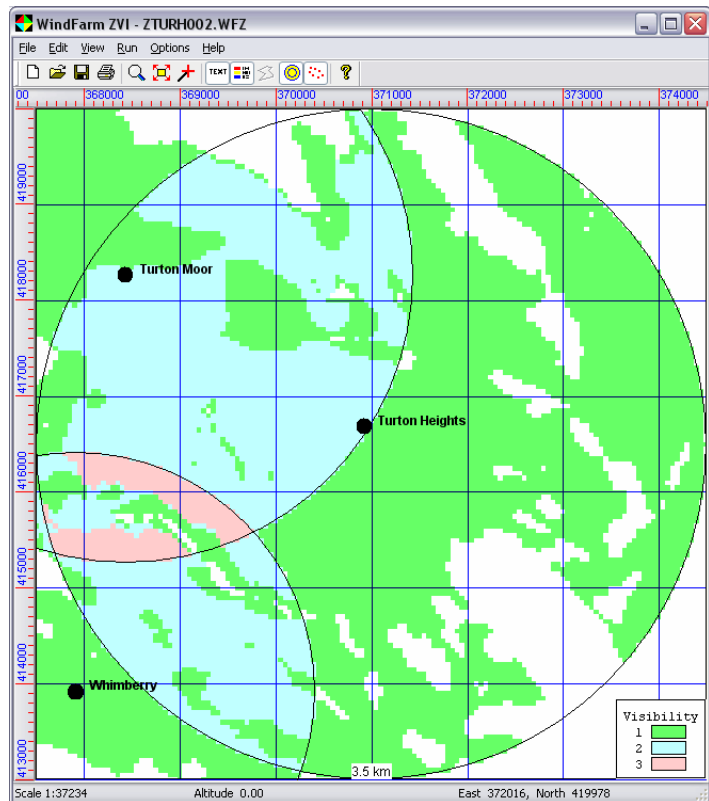 WindFarm ZVI - ZTURH002.WFZ
File Edit View Run Options Help
TEXT
00 368000 369000 370000 371000 372000 373000 374000
419000
418000
417000
416000
415000
414000
413000
Turton Moor
Turton Heights
Whimberry
3.5 km
Visibility
1
2
3
Scale 1:37234 Altitude 0.00 East 372016, North 419978